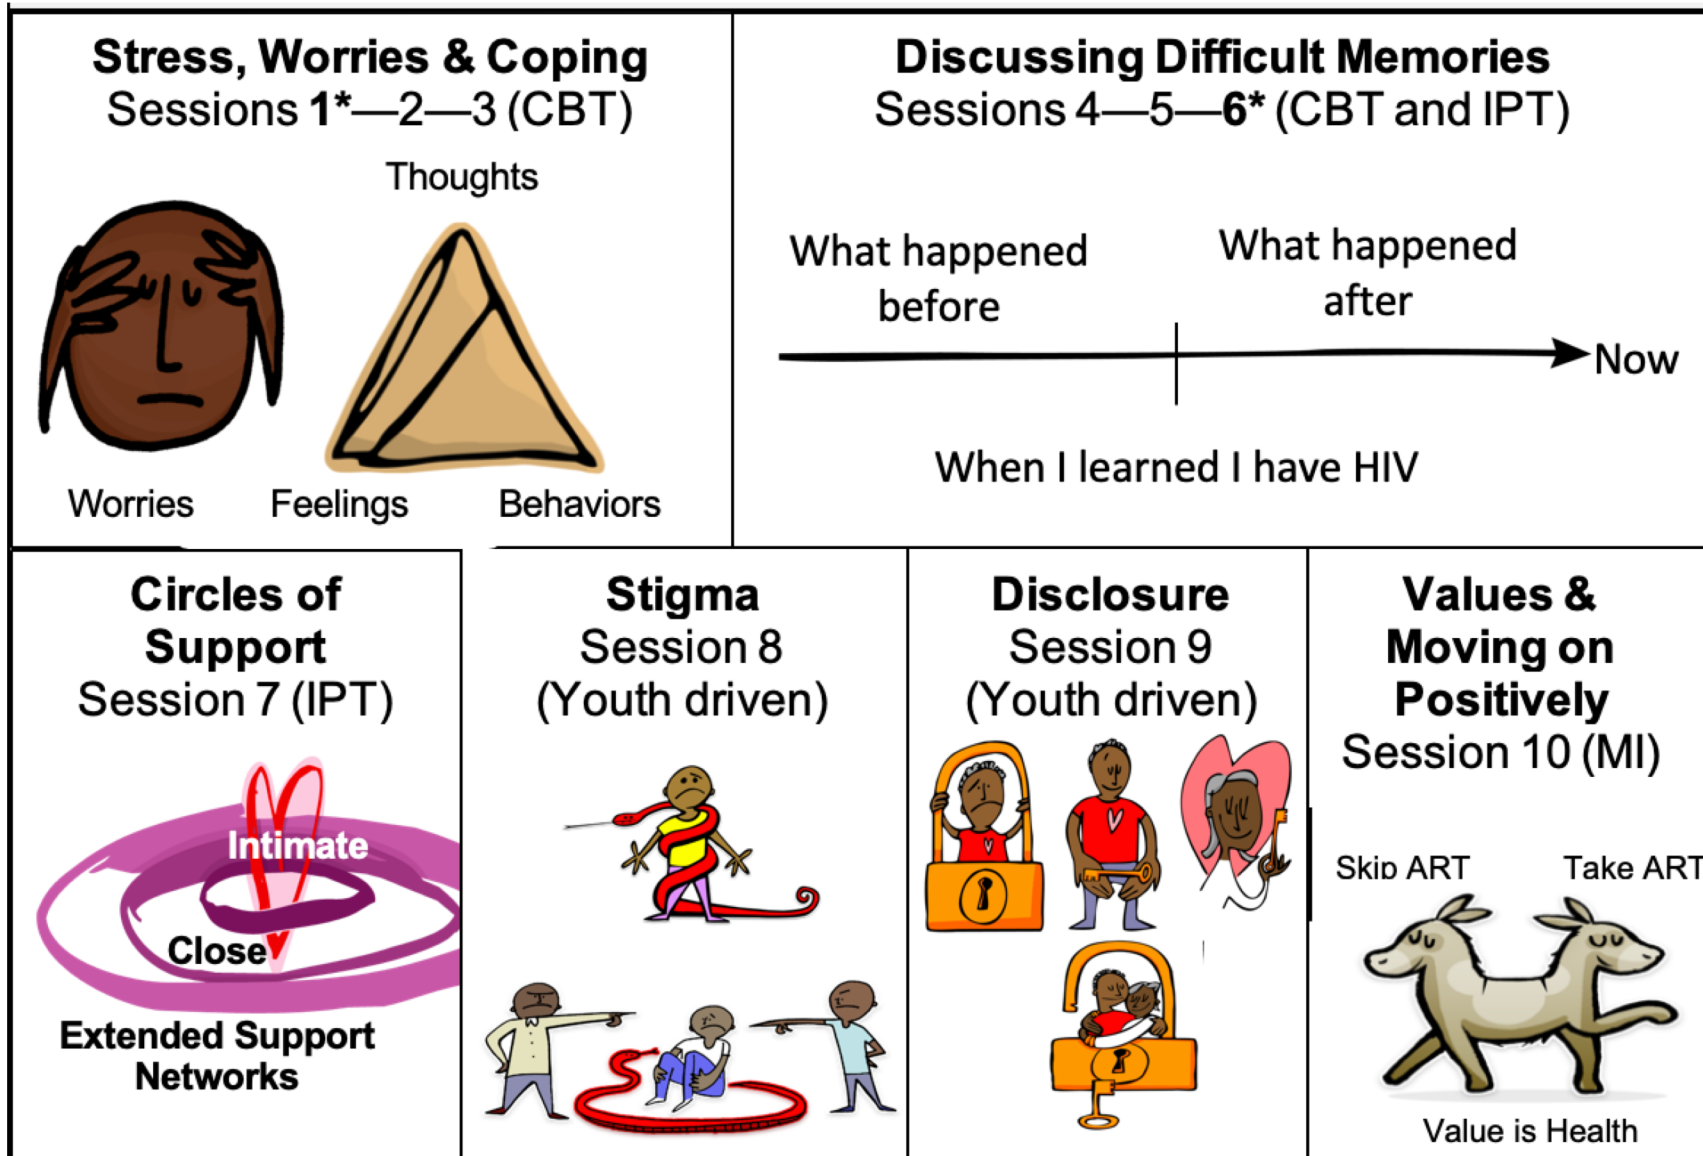 Stress, Worries & Coping
Sessions 1*—2—3 (CBT)
Thoughts
Worries
Feelings
Behaviors
Discussing Difficult Memories
Sessions 4—5—6* (CBT and IPT)
What happened
before
What happened
after
Now
When I learned I have HIV
Circles of
Support
Session 7 (IPT)
Intimate
Close
Extended Support
Networks
Stigma
Session 8
(Youth driven)
Disclosure
Session 9
(Youth driven)
Values &
Moving on
Positively
Session 10 (MI)
Skip ART
Take ART
Value is Health